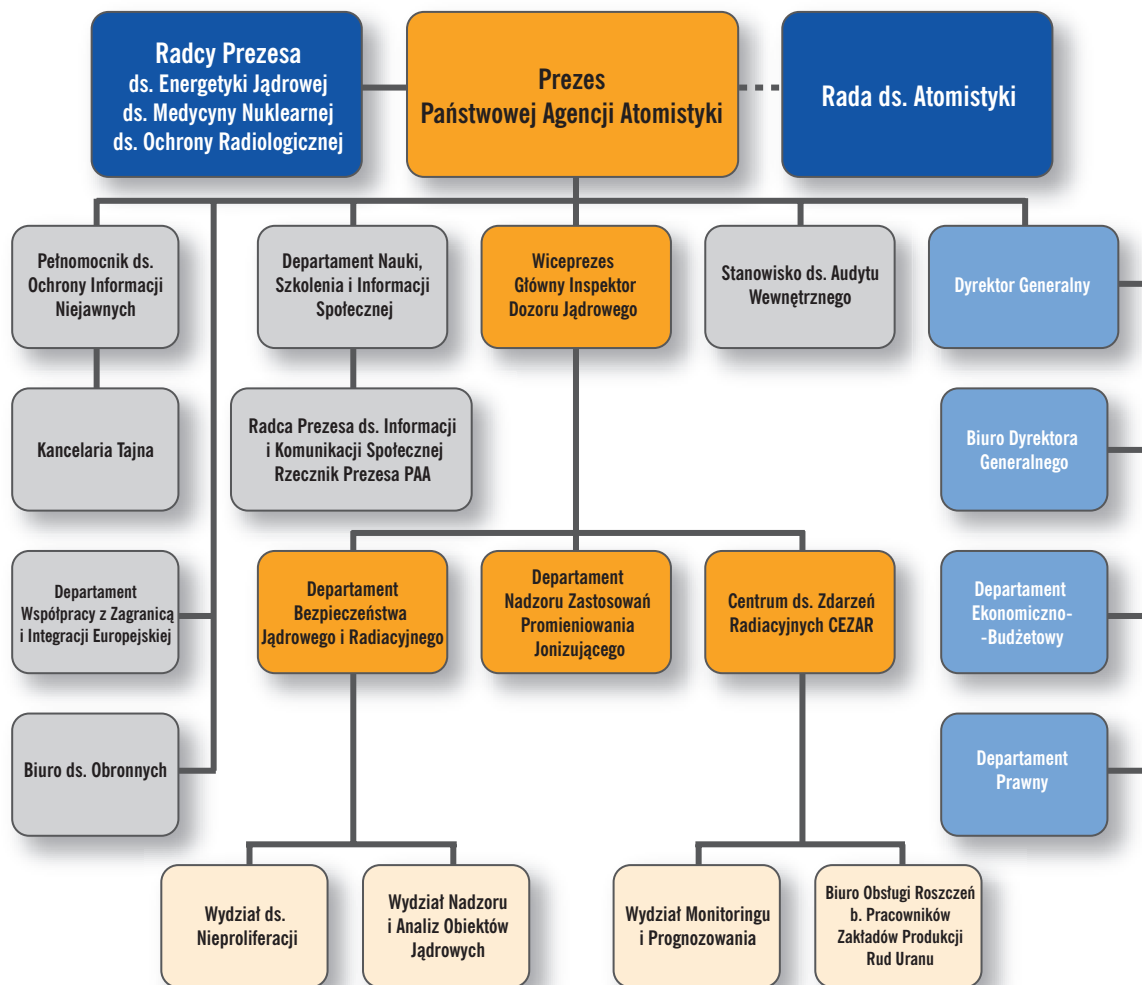 Radcy Prezesa
ds. Energetyki Jądrowej
ds. Medycyny Nuklearnej
ds. Ochrony Radiologicznej
Prezes
Państwowej Agencji Atomistyki
Rada ds. Atomistyki
Pełnomocnik ds.
Ochrony Informacji
Niejawnych
Departament Nauki,
Szkolenia i Informacji
Społecznej
Wiceprezes
Główny Inspektor
Dozoru Jądrowego
Stanowisko ds. Audytu
Wewnętrznego
Dyrektor Generalny
Kancelaria Tajna
Radca Prezesa ds. Informacji
i Komunikacji Społecznej
Rzecznik Prezesa PAA
Biuro Dyrektora
Generalnego
Departament
Współpracy z Zagranicą
i Integracji Europejskiej
Departament
Bezpieczeństwa
Jądrowego i Radiacyjnego
Departament
Nadzoru Zastosowań
Promieniowania
Jonizującego
Centrum ds. Zdarzeń
Radiacyjnych CEZAR
Departament
Ekonomiczno-
-Budżetowy
Biuro ds. Obronnych
Departament
Prawny
Wydział ds.
Nieproliferacji
Wydział Nadzoru
i Analiz Obiektów
Jądrowych
Wydział Monitoringu
i Prognozowania
Biuro Obsługi Roszczeń
b. Pracowników
Zakładów Produkcji
Rud Uranu